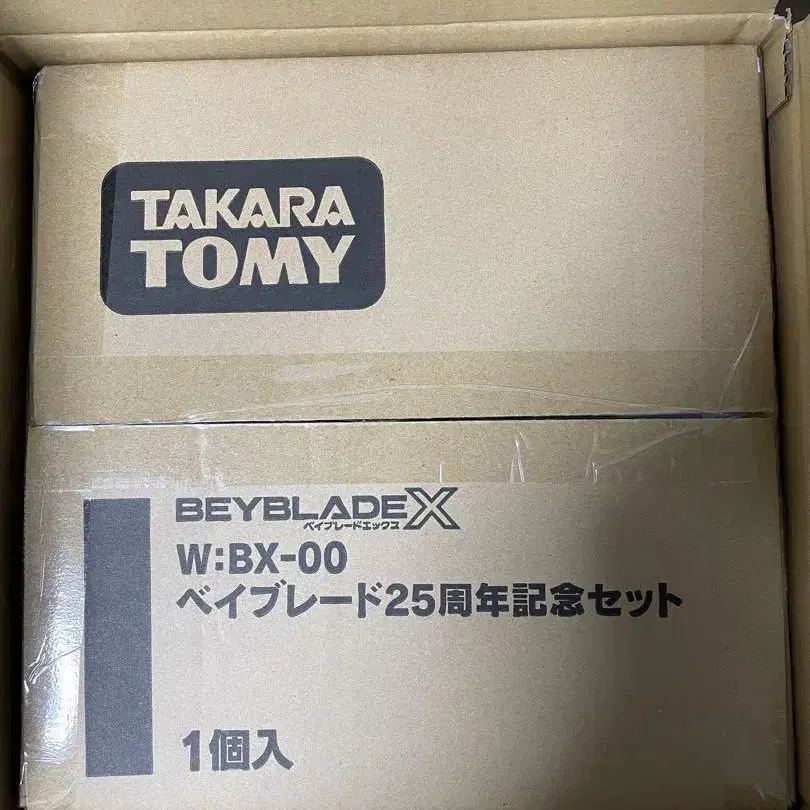 TAKARA
TOMY
BEYBLADE X
ベイブレードエックス
W:BX-00
ベイブレード25周年記念セット
1個入